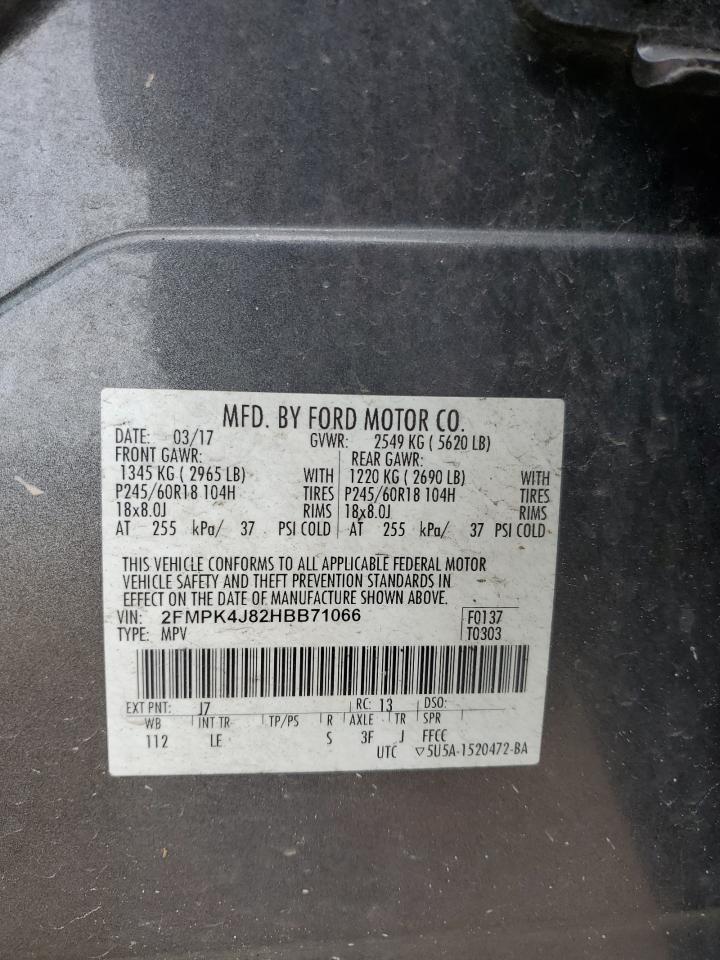 MFD. BY FORD MOTOR CO.
DATE: 03/17 GVWR: 2549 KG ( 5620 LB)
FRONT GAWR: REAR GAWR:
1345 KG ( 2965 LB) WITH 1220 KG ( 2690 LB) WITH
P245/60R18 104H TIRES P245/60R18 104H TIRES
18x8.0J RIMS 18x8.0J RIMS
AT 255 kPa/ 37 PSI COLD AT 255 kPa/ 37 PSI COLD
THIS VEHICLE CONFORMS TO ALL APPLICABLE FEDERAL MOTOR
VEHICLE SAFETY AND THEFT PREVENTION STANDARDS IN
EFFECT ON THE DATE OF MANUFACTURE SHOWN ABOVE.
VIN: 2FMPK4J82HBB71066 F0137
TYPE: MPV T0303
EXT PNT: J7 RC: 13 DSO:
WB INT TR TP/PS R AXLE TR SPR
112 LE S 3F J FFCC
UTC ▽5U5A-1520472-BA